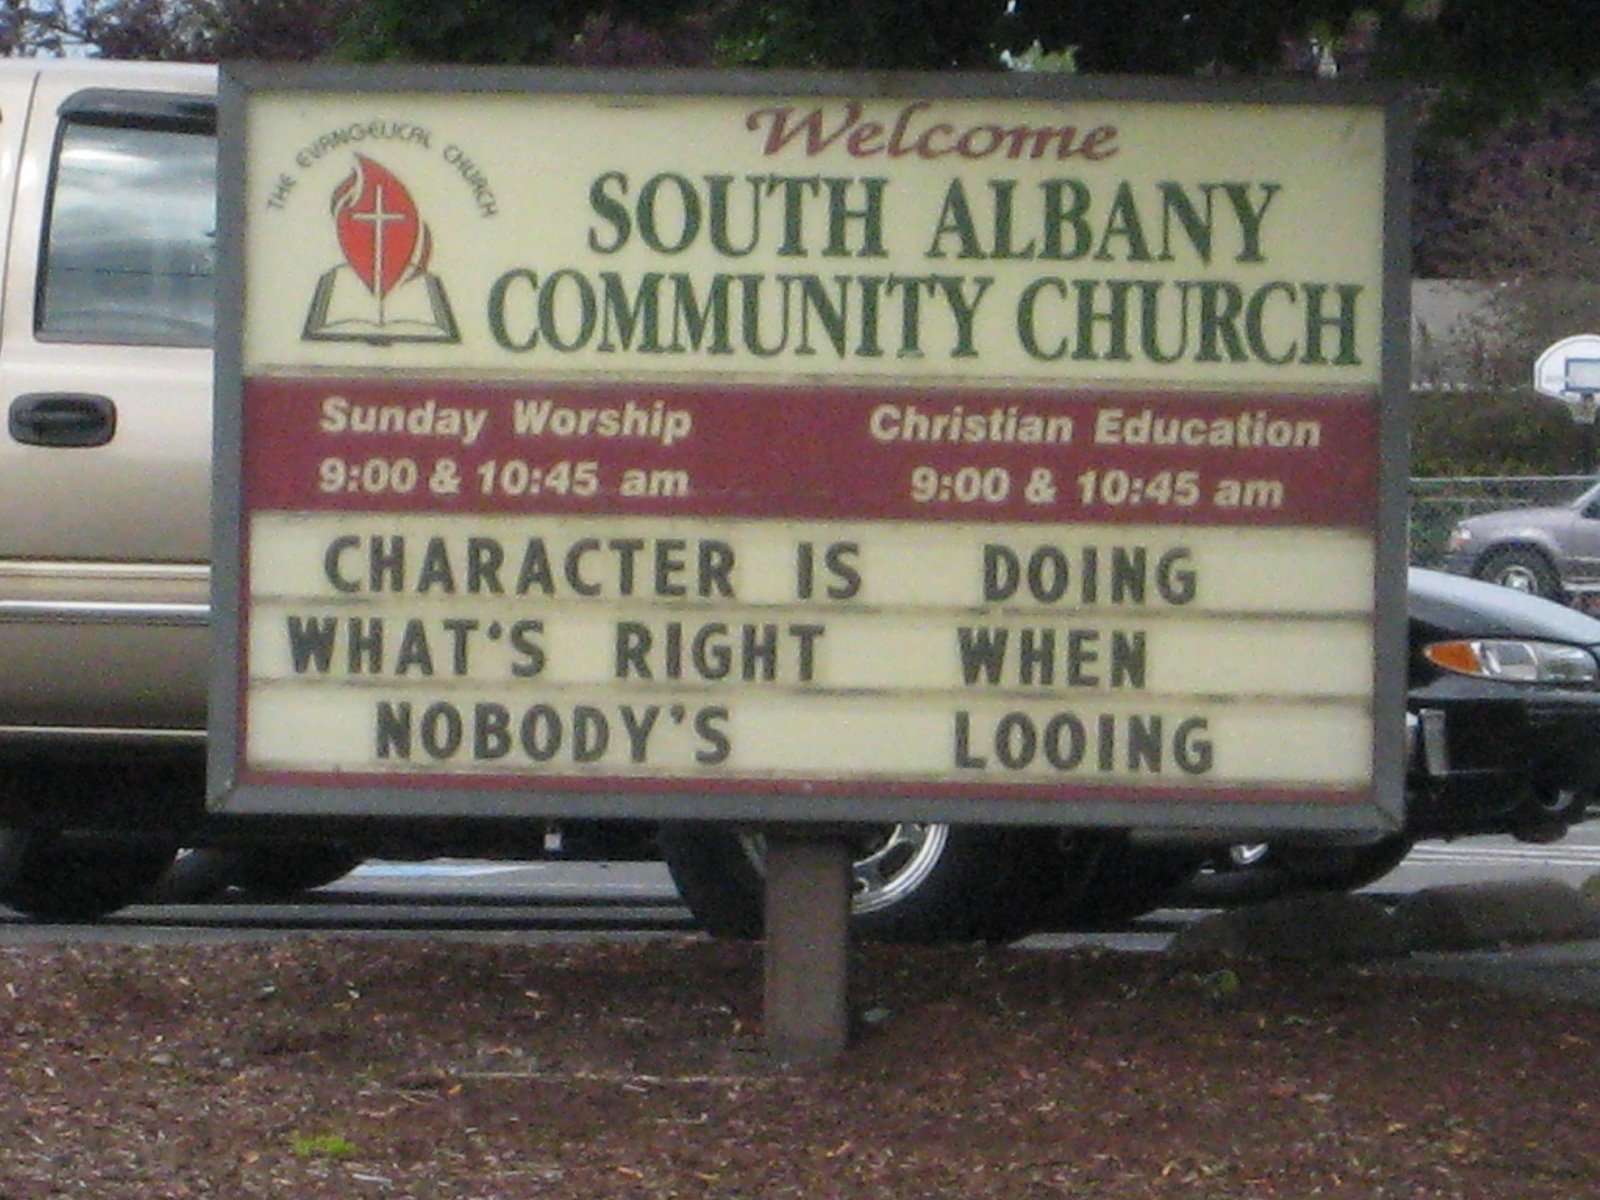 THE EVANGELICAL CHURCH
Welcome
SOUTH ALBANY
COMMUNITY CHURCH
Sunday Worship
9:00 & 10:45 am
Christian Education
9:00 & 10:45 am
CHARACTER IS DOING
WHAT'S RIGHT WHEN
NOBODY'S LOOING